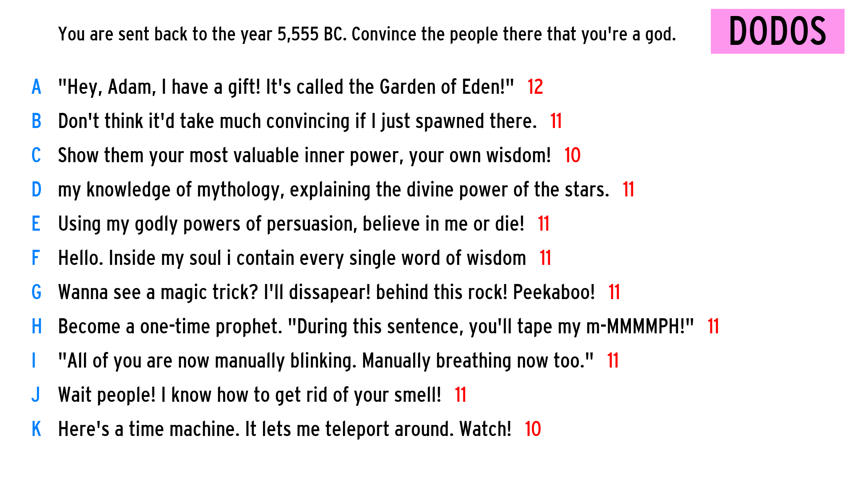 You are sent back to the year 5,555 BC. Convince the people there that you're a god.
DODOS
A "Hey, Adam, I have a gift! It's called the Garden of Eden!" 12
B Don't think it'd take much convincing if I just spawned there. 11
C Show them your most valuable inner power, your own wisdom! 10
D my knowledge of mythology, explaining the divine power of the stars. 11
E Using my godly powers of persuasion, believe in me or die! 11
F Hello. Inside my soul i contain every single word of wisdom 11
G Wanna see a magic trick? I'll dissapear! behind this rock! Peekaboo! 11
H Become a one-time prophet. "During this sentence, you'll tape my m-MMMMPH!" 11
I "All of you are now manually blinking. Manually breathing now too." 11
J Wait people! I know how to get rid of your smell! 11
K Here's a time machine. It lets me teleport around. Watch! 10